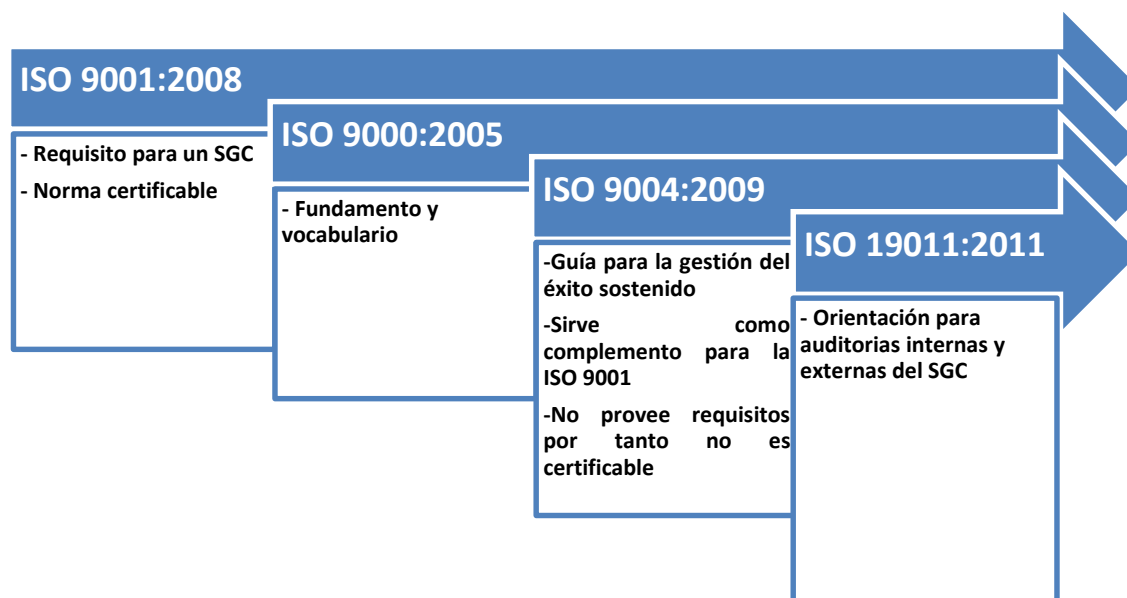 ISO 9001:2008
- Requisito para un SGC
- Norma certificable
ISO 9000:2005
- Fundamento y
vocabulario
ISO 9004:2009
-Guía para la gestión del
éxito sostenido
-Sirve como
complemento para la
ISO 9001
-No provee requisitos
por tanto no es
certificable
ISO 19011:2011
- Orientación para
auditorias internas y
externas del SGC